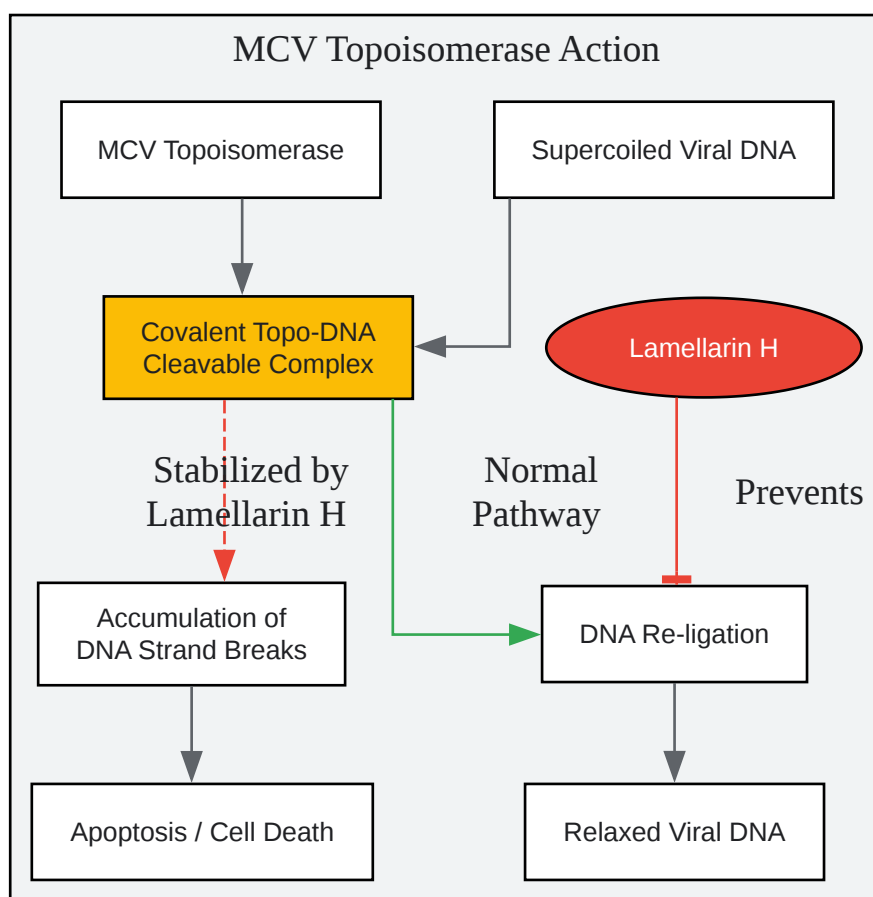 MCV Topoisomerase Action
MCV Topoisomerase
Supercoiled Viral DNA
Covalent Topo-DNA
Cleavable Complex
Lamellarin H
Stabilized by
Lamellarin H
Normal
Pathway
Prevents
Accumulation of
DNA Strand Breaks
DNA Re-ligation
Apoptosis / Cell Death
Relaxed Viral DNA